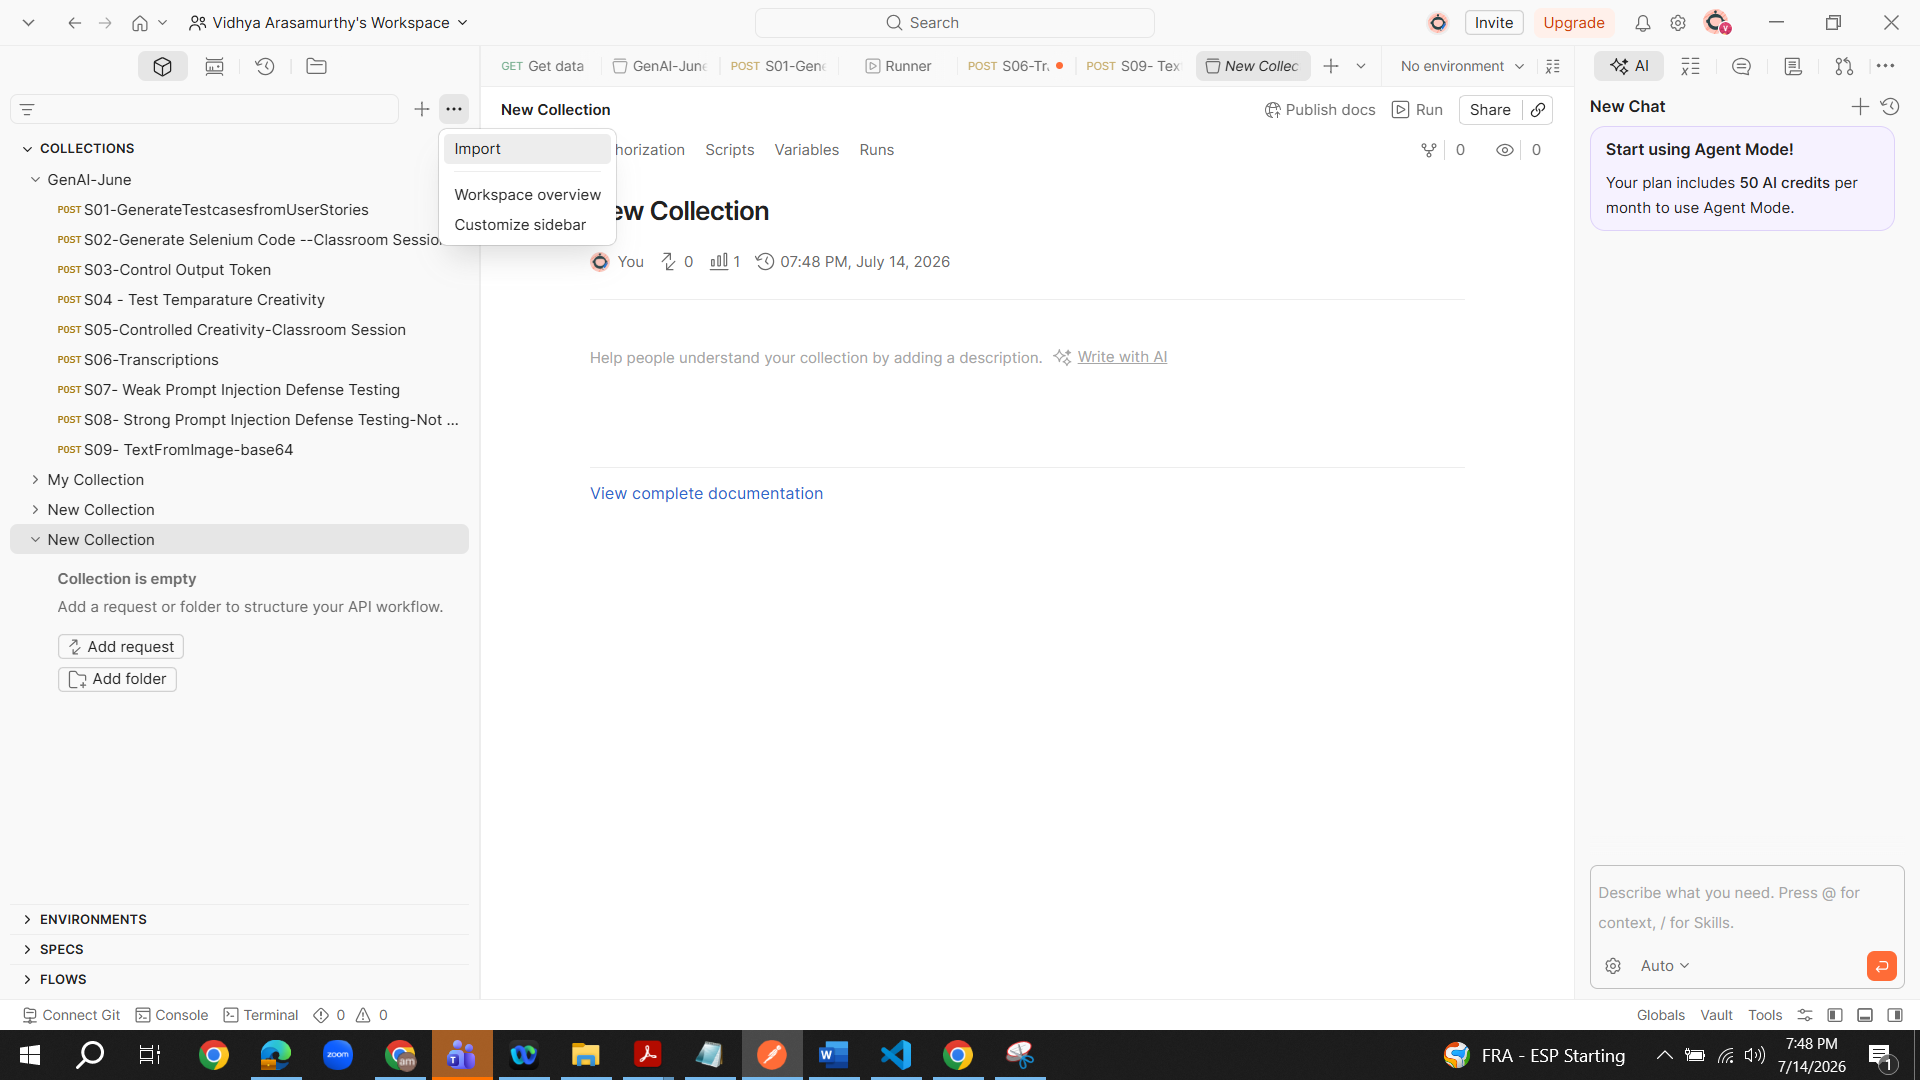 Vidhya Arasamurthy's Workspace
Search
Invite
Upgrade
GET Get data
GenAI-June
POST S01-Gene
Runner
POST S06-Tr
POST S09- Tex
New Collec
No environment
AI
New Collection
Publish docs
Run
Share
New Chat
COLLECTIONS
Import
Workspace overview
Customize sidebar
horization
Scripts
Variables
Runs
0
0
Start using Agent Mode!
Your plan includes 50 AI credits per
month to use Agent Mode.
GenAI-June
POST S01-GenerateTestcasesfromUserStories
POST S02-Generate Selenium Code --Classroom Session
POST S03-Control Output Token
POST S04 - Test Temparature Creativity
POST S05-Controlled Creativity-Classroom Session
POST S06-Transcriptions
POST S07- Weak Prompt Injection Defense Testing
POST S08- Strong Prompt Injection Defense Testing-Not ...
POST S09- TextFromImage-base64
My Collection
New Collection
New Collection
Collection is empty
Add a request or folder to structure your API workflow.
Add request
Add folder
ew Collection
You
0
1
07:48 PM, July 14, 2026
Help people understand your collection by adding a description.
Write with AI
View complete documentation
Describe what you need. Press @ for
context, / for Skills.
Auto
ENVIRONMENTS
SPECS
FLOWS
Connect Git
Console
Terminal
0
0
Globals
Vault
Tools
zoom
am
FRA - ESP Starting
7:48 PM
7/14/2026
1